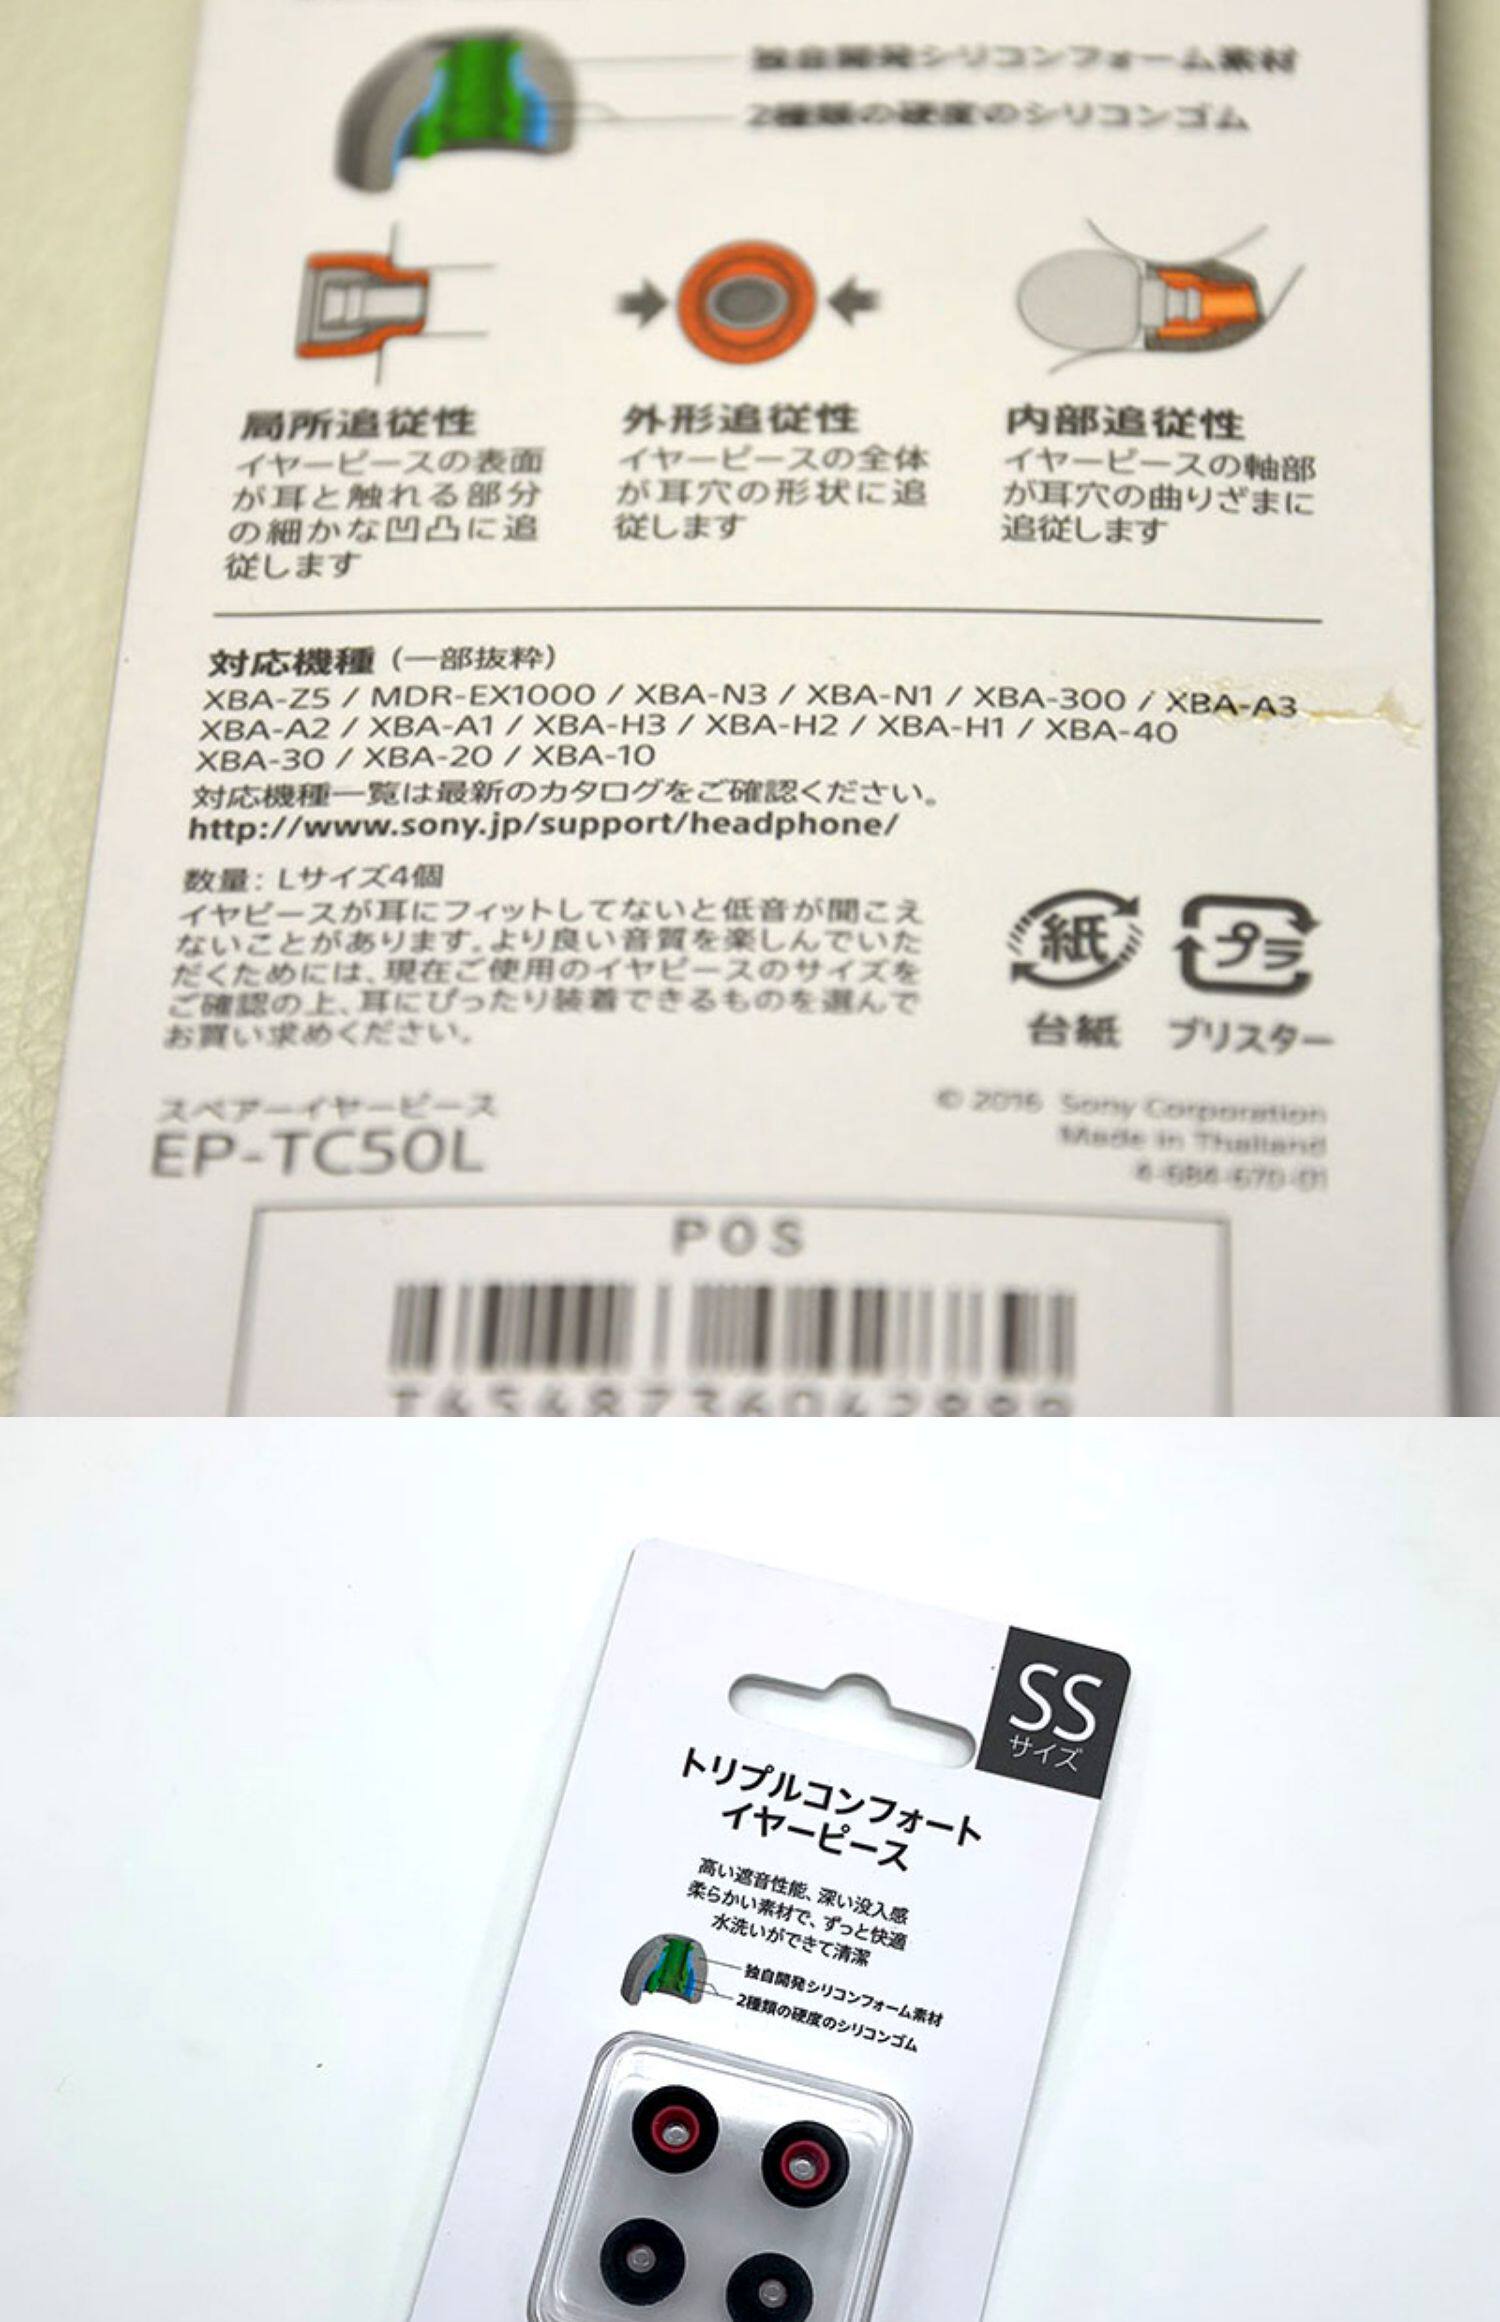 独自開発シリコンフォーム素材
2種類の硬度のシリコンゴム
局所追従性
イヤーピースの表面
が耳と触れる部分
の細かな凹凸に追
従します
外形追従性
イヤーピースの全体
が耳穴の形状に追
従します
内部追従性
イヤーピースの軸部
が耳穴の曲りざまに
追従します
対応機種（一部抜粋）
XBA-Z5 / MDR-EX1000 / XBA-N3 / XBA-N1 / XBA-300 / XBA-A3
XBA-A2 / XBA-A1 / XBA-H3 / XBA-H2 / XBA-H1 / XBA-40
XBA-30 / XBA-20 / XBA-10
対応機種一覧は最新のカタログをご確認ください。
http://www.sony.jp/support/headphone/
数量: Lサイズ4個
イヤピースが耳にフィットしてないと低音が聞こえ
ないことがあります。より良い音質を楽しんでいた
だくためには、現在ご使用のイヤピースのサイズを
ご確認の上、耳にぴったり装着できるものを選んで
お買い求めください。
紙
台紙
プラ
ブリスター
スペアーイヤーピース
EP-TC50L
© 2016 Sony Corporation
Made in Thailand
4-684-670-01
POS
SS
サイズ
トリプルコンフォート
イヤーピース
高い遮音性能、深い没入感
柔らかい素材で、ずっと快適
水洗いができて清潔
独自開発シリコンフォーム素材
2種類の硬度のシリコンゴム